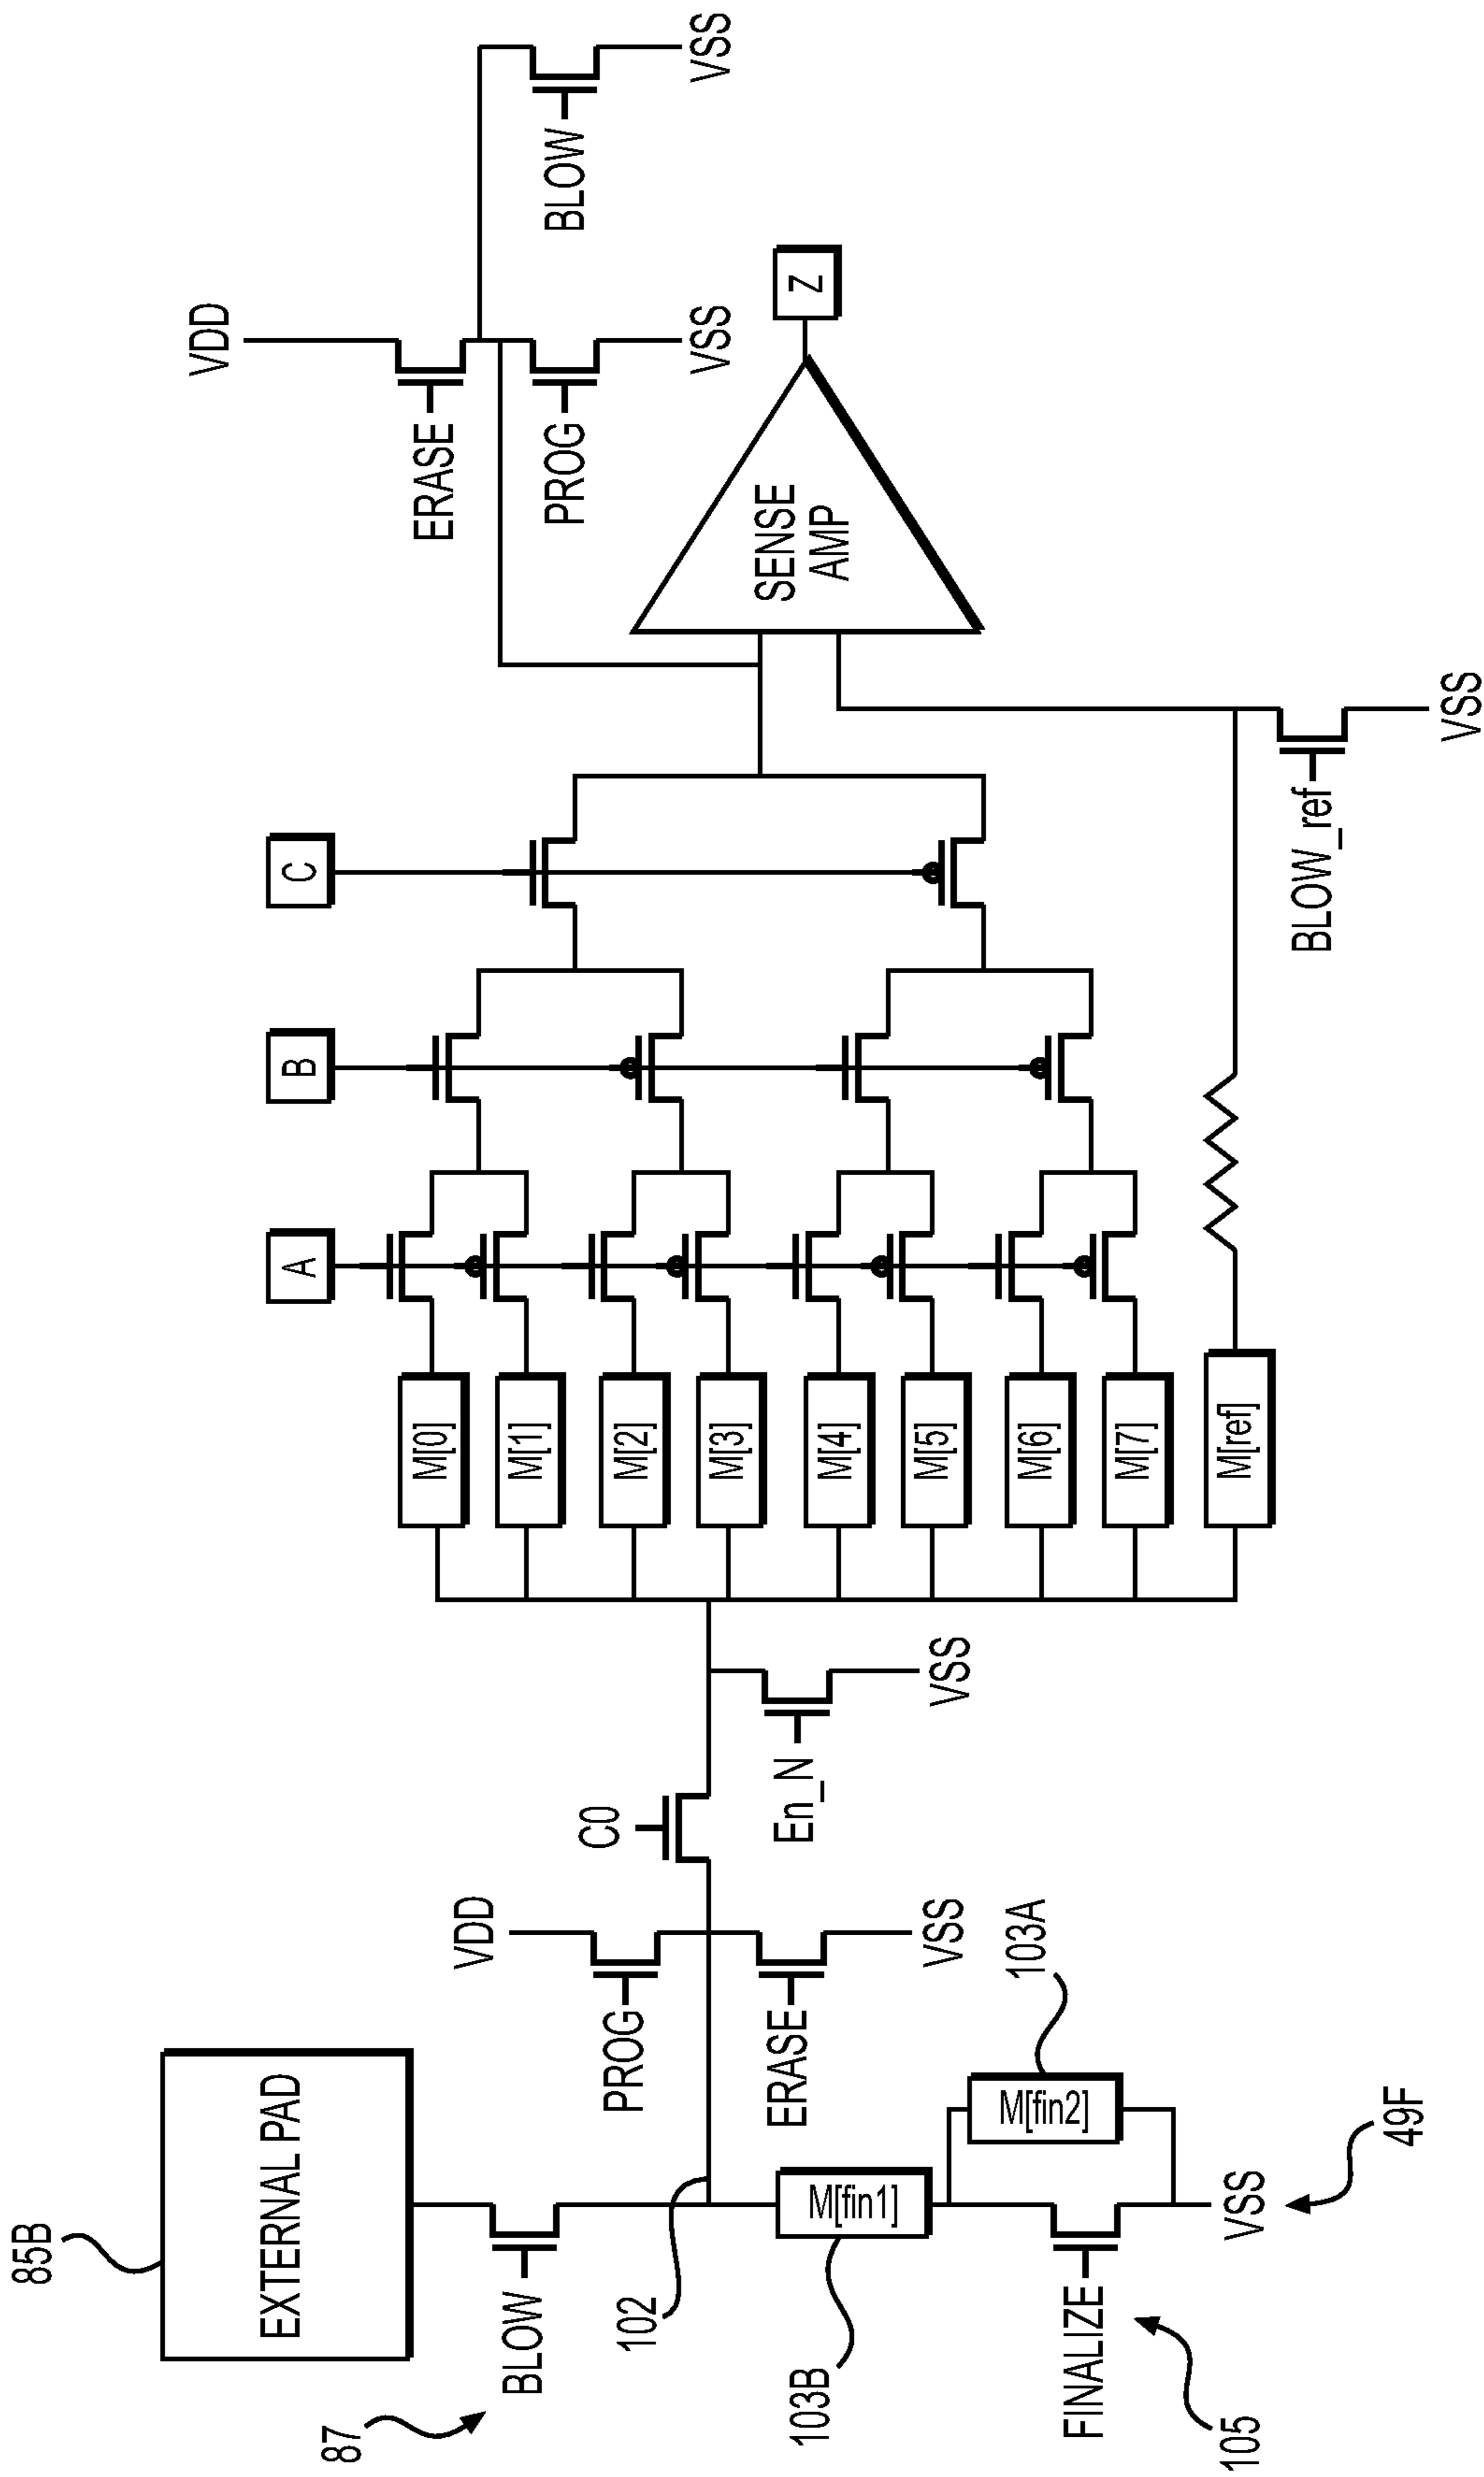 85B
EXTERNAL PAD
87
BLOW
102
103B
M[fin1]
FINALIZE
105
M[fin2]
103A
VSS
49F
VDD
PROG
ERASE
VSS
C0
En_N
VSS
M[0]
M[1]
M[2]
M[3]
M[4]
M[5]
M[6]
M[7]
M[ref]
A
B
C
BLOW_ref
VSS
SENSE
AMP
Z
VDD
ERASE
PROG
VSS
BLOW
VSS